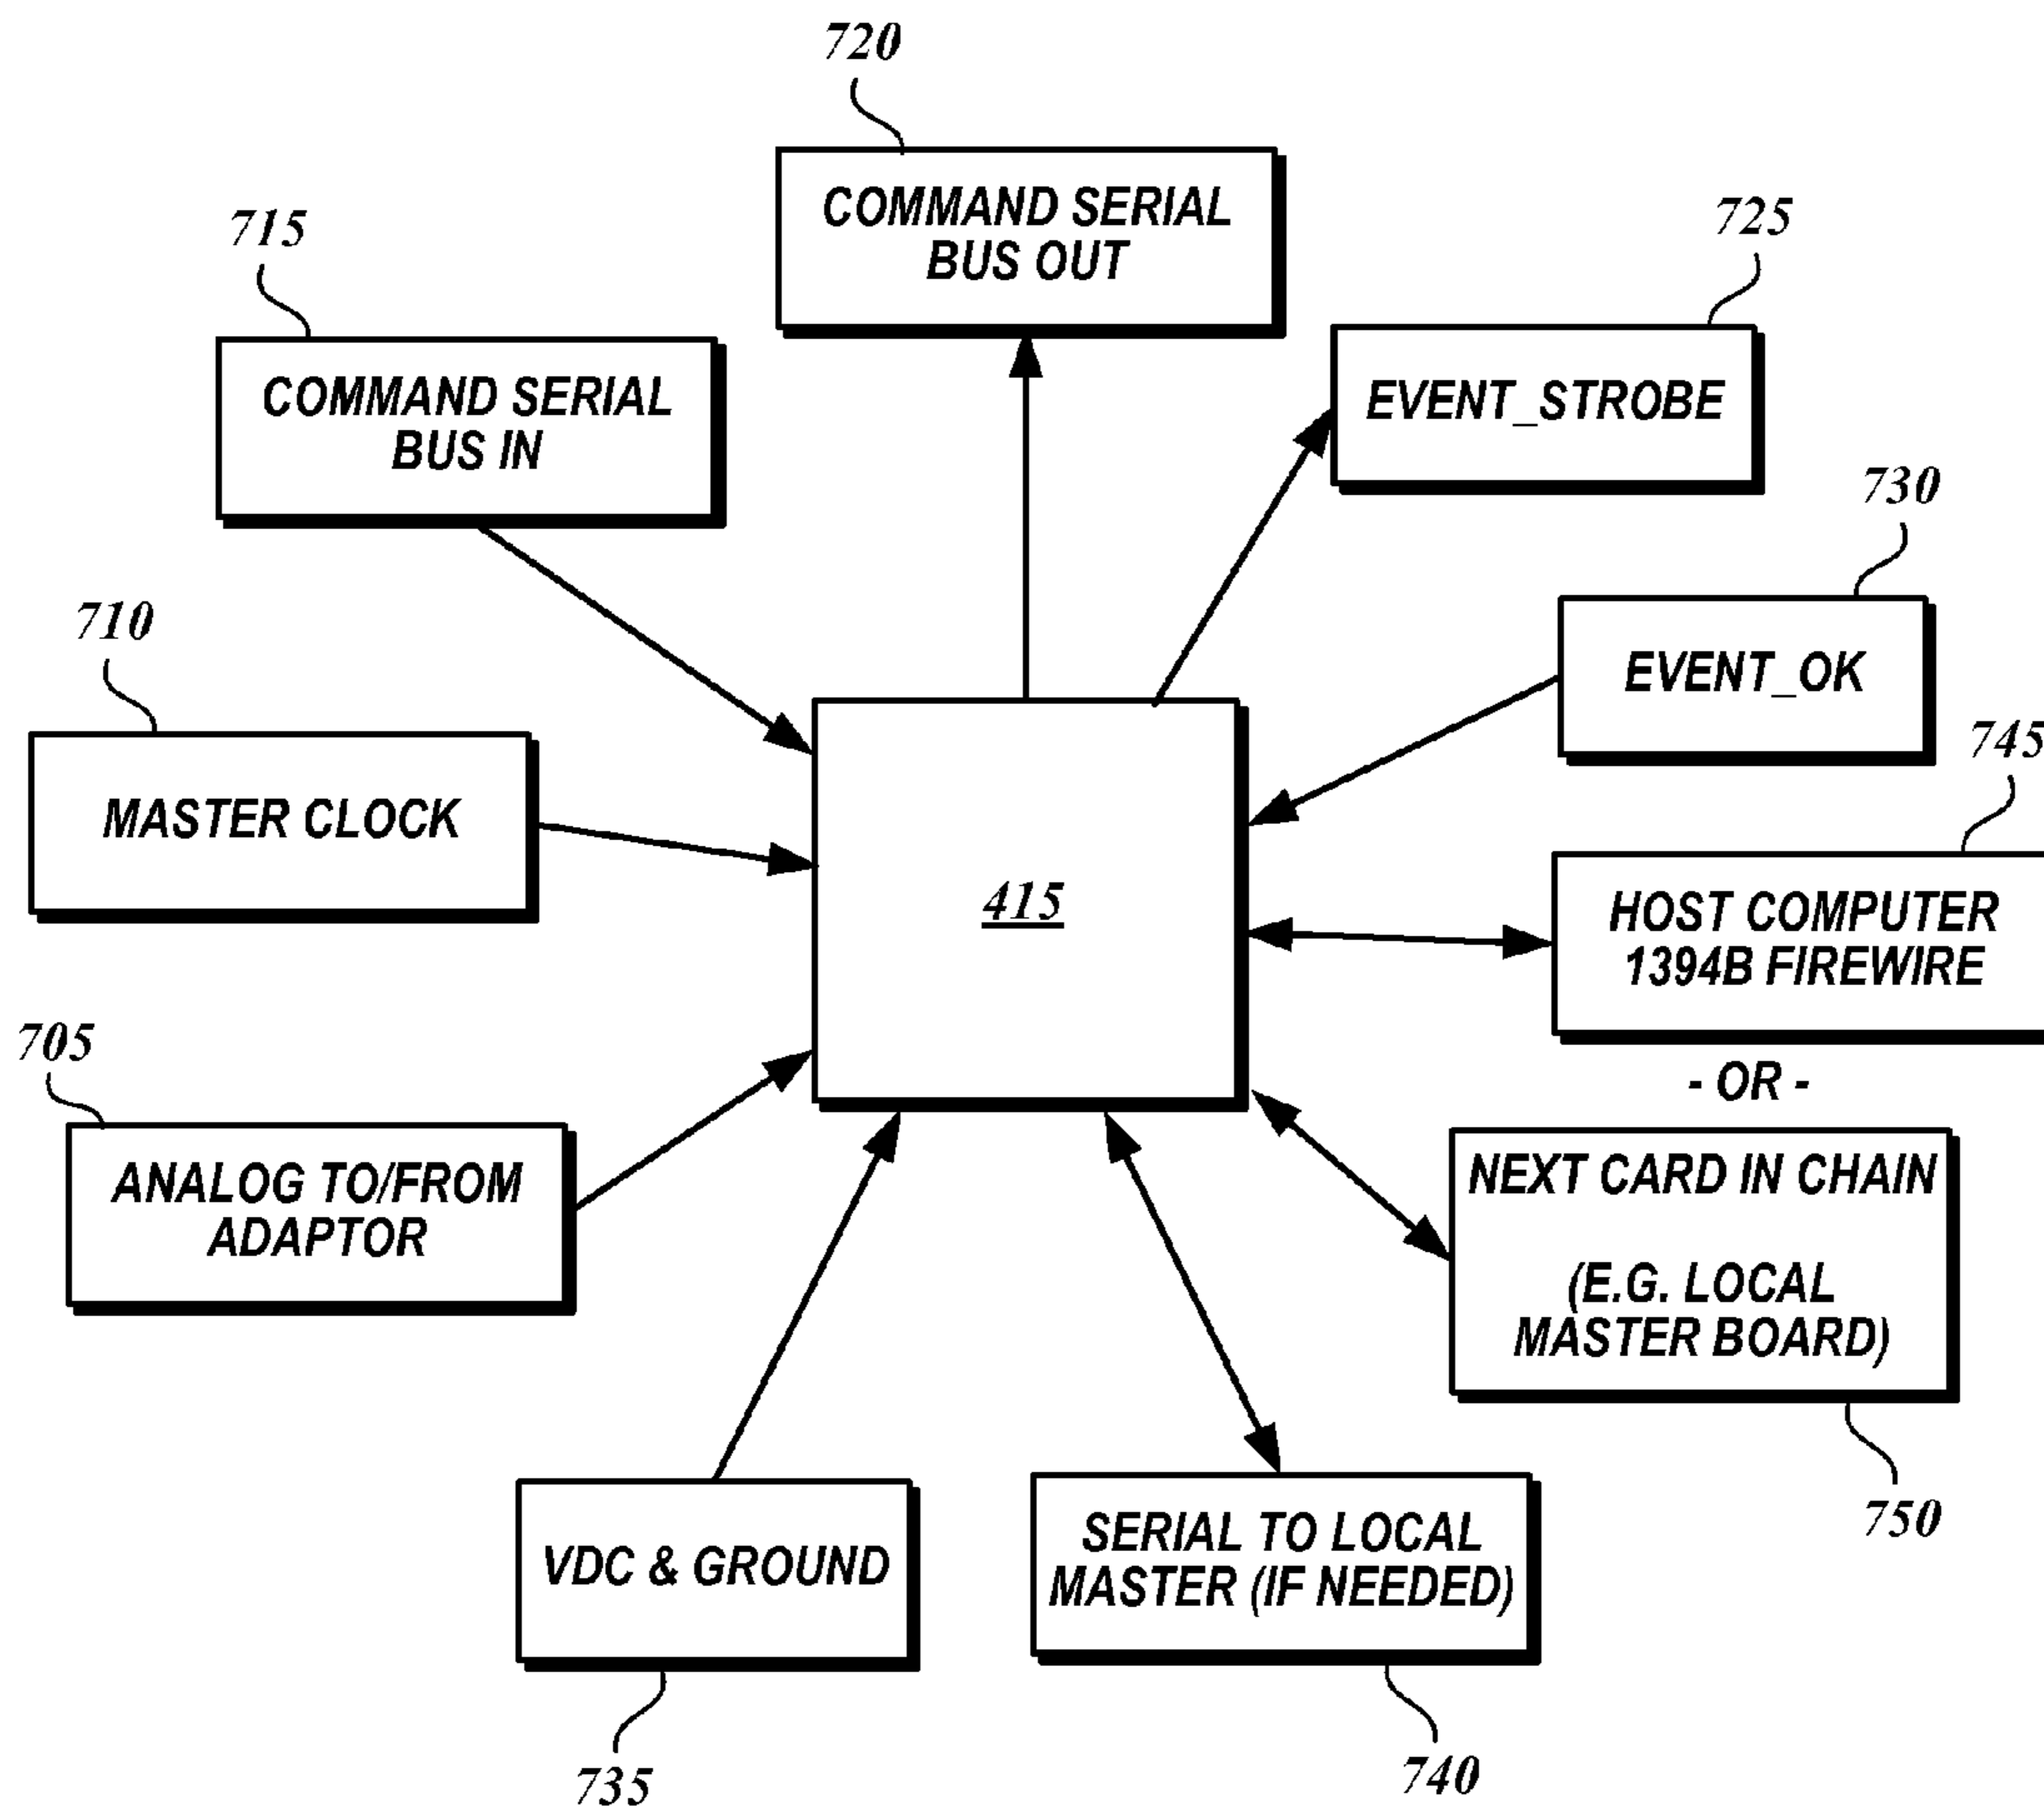 720
COMMAND SERIAL
BUS OUT
715
COMMAND SERIAL
BUS IN
725
EVENT_STROBE
730
EVENT_OK
710
MASTER CLOCK
745
HOST COMPUTER
1394B FIREWIRE
415
- OR -
705
ANALOG TO/FROM
ADAPTOR
NEXT CARD IN CHAIN
(E.G. LOCAL
MASTER BOARD)
750
VDC & GROUND
735
SERIAL TO LOCAL
MASTER (IF NEEDED)
740